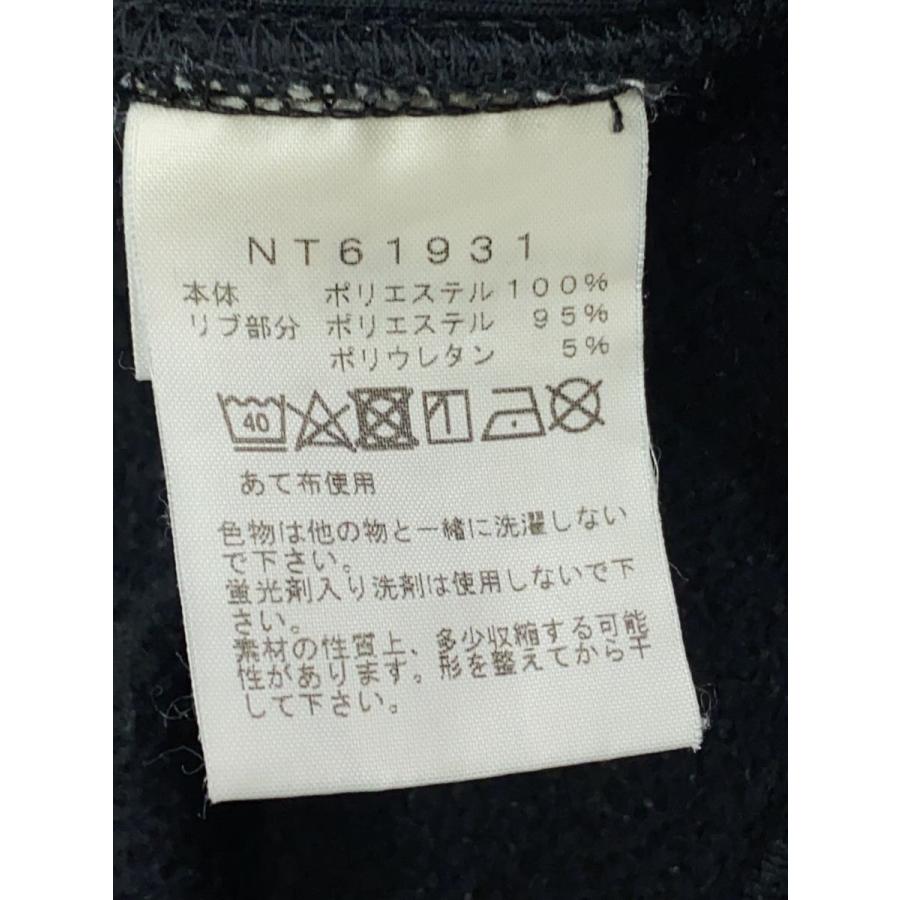 NT61931
本体 ポリエステル 100%
リブ部分 ポリエステル 95%
ポリウレタン 5%
40
あて布使用
色物は他の物と一緒に洗濯しない
で下さい。
蛍光剤入り洗剤は使用しないで下
さい。
素材の性質上、多少収縮する可能
性があります。形を整えてから干
して下さい。